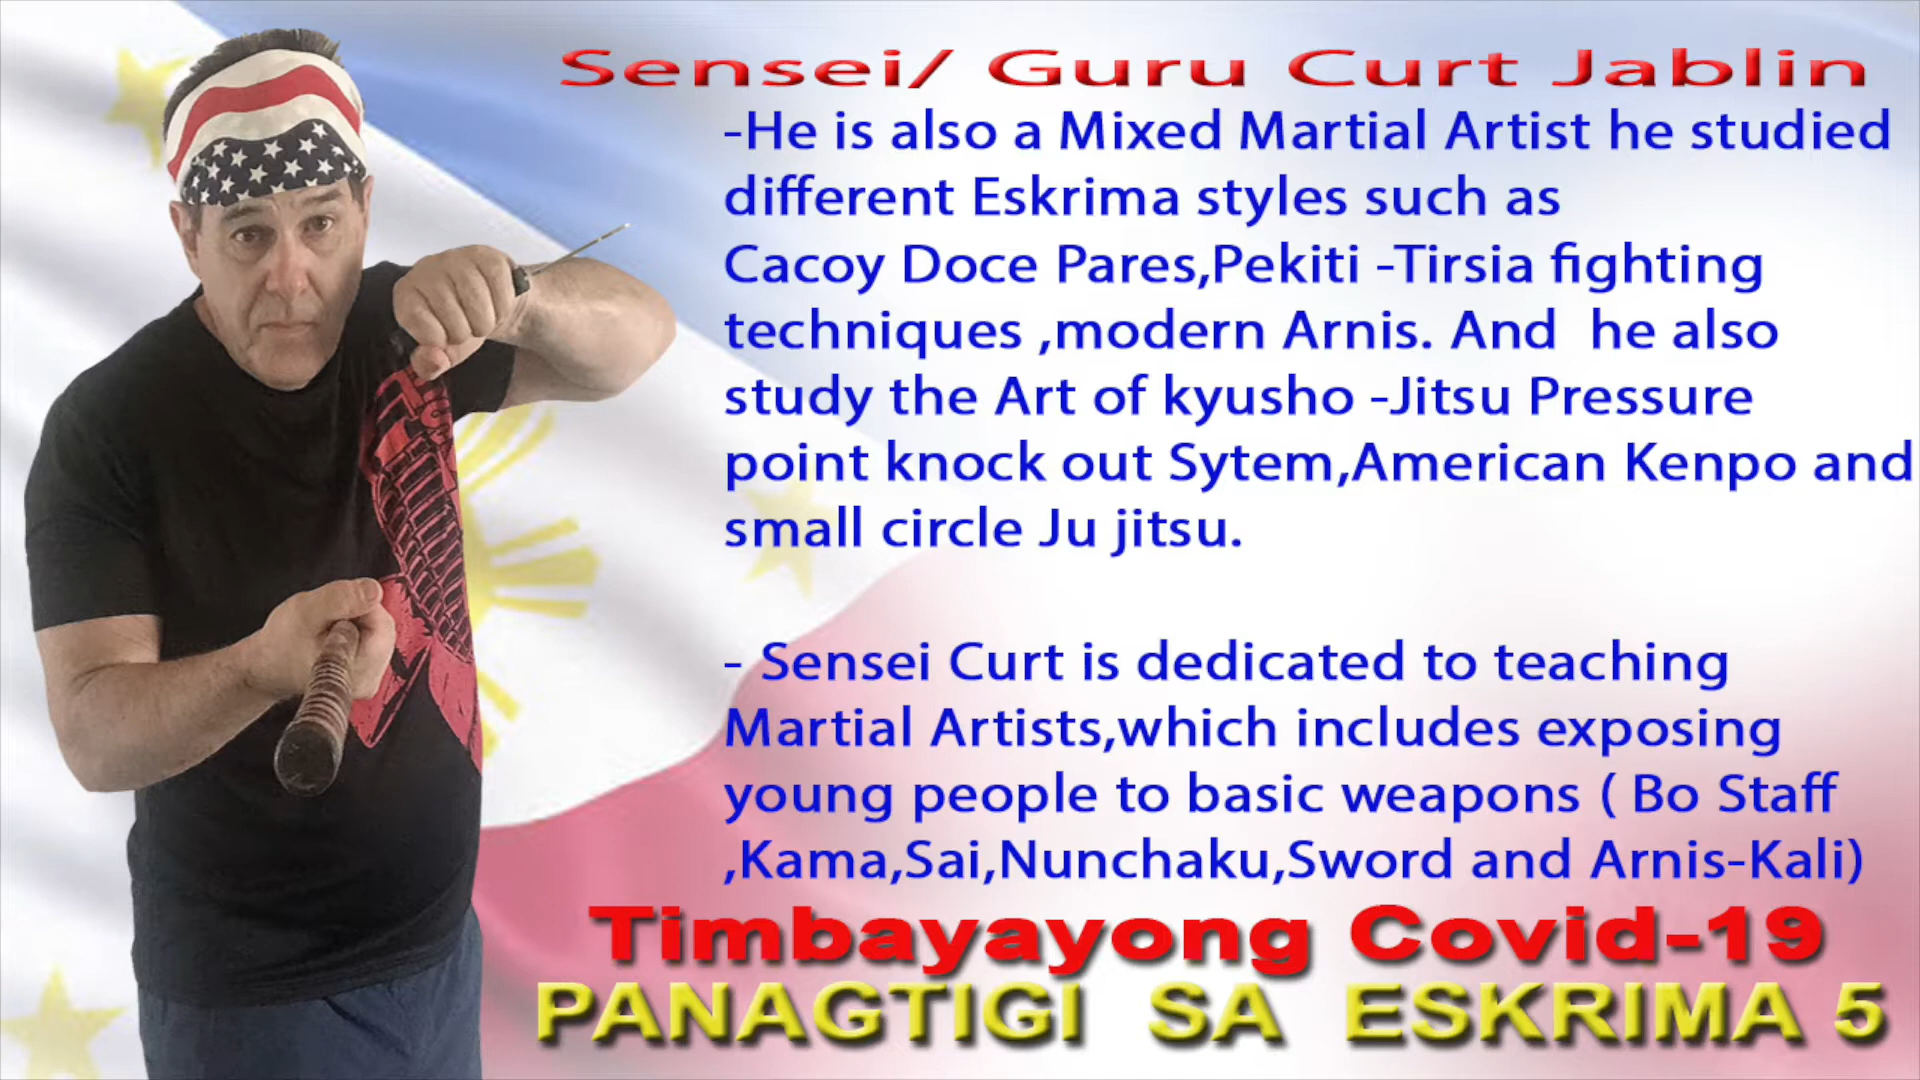 Sensei/ Guru Curt Jablin
-He is also a Mixed Martial Artist he studied
different Eskrima styles such as
Cacoy Doce Pares,Pekiti -Tirsia fighting
techniques ,modern Arnis. And  he also
study the Art of kyusho -Jitsu Pressure
point knock out Sytem,American Kenpo and
small circle Ju jitsu.
- Sensei Curt is dedicated to teaching
Martial Artists,which includes exposing
young people to basic weapons ( Bo Staff
,Kama,Sai,Nunchaku,Sword and Arnis-Kali)
Timbayayong Covid-19
PANAGTIGI SA ESKRIMA 5